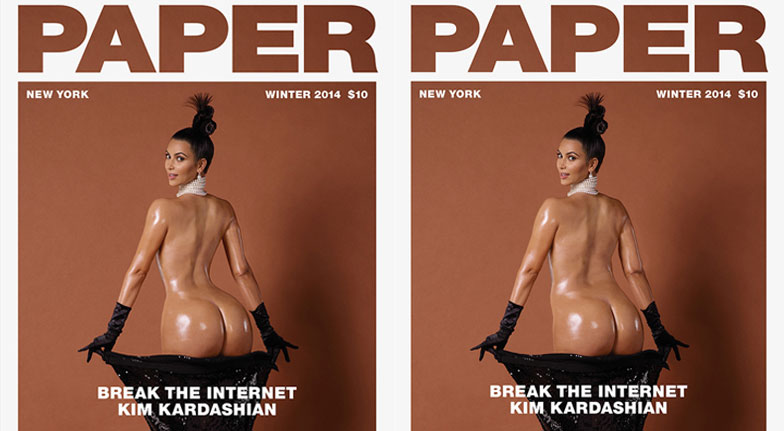 PAPER
NEW YORK WINTER 2014 $10
BREAK THE INTERNET
KIM KARDASHIAN
PAPER
NEW YORK WINTER 2014 $10
BREAK THE INTERNET
KIM KARDASHIAN